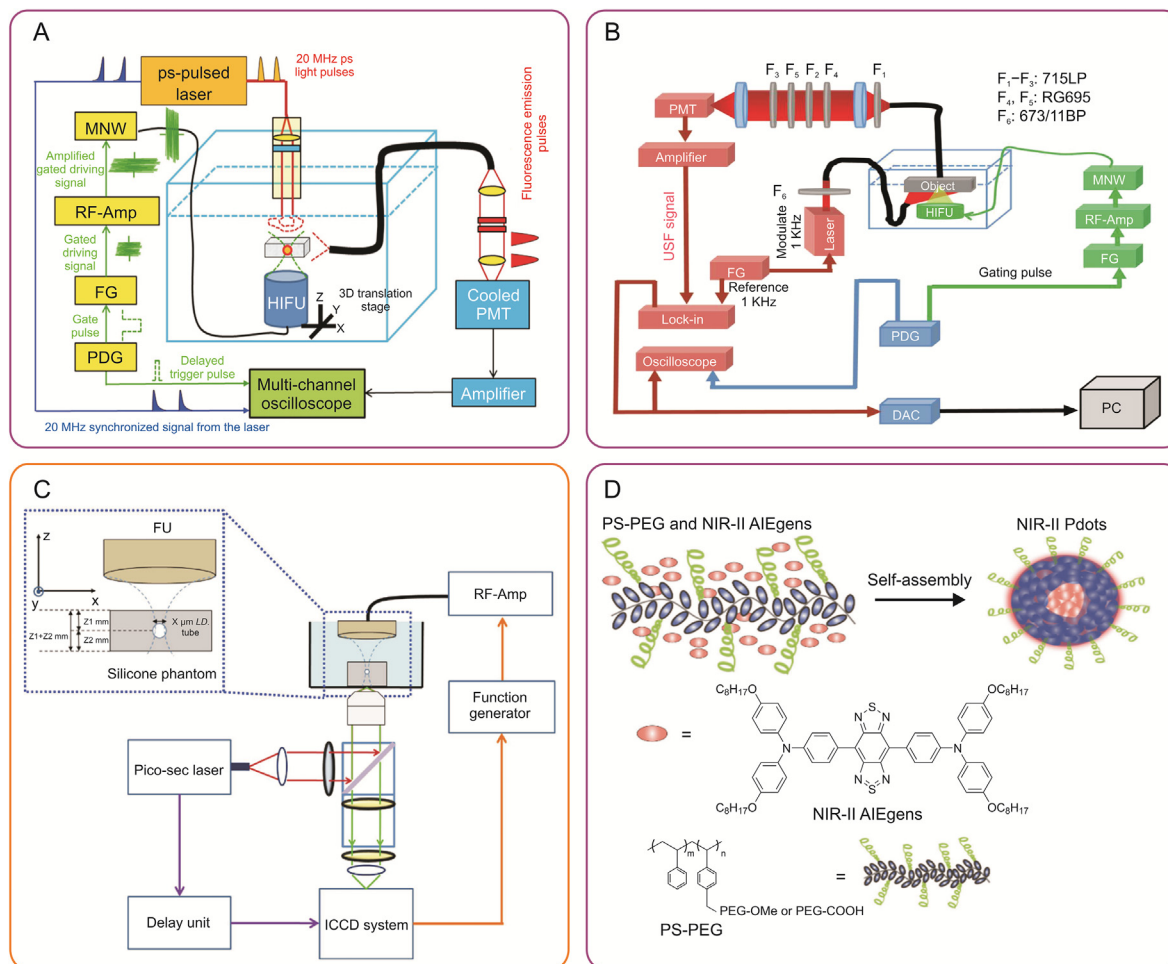 A
20 MHz ps
light pulses
ps-pulsed
laser
MNW
Amplified
gated driving
signal
RF-Amp
Gated
driving
signal
FG
Gate
pulse
PDG
Delayed
trigger pulse
HIFU
3D translation
stage
Z
Y
X
Fluorescence emission
pulses
Cooled
PMT
Amplifier
Multi-channel
oscilloscope
20 MHz synchronized signal from the laser
B
F₃ F₅ F₂ F₄ F₁
F₁–F₃: 715LP
F₄, F₅: RG695
F₆: 673/11BP
PMT
Amplifier
USF signal
F₆
Modulate
1 KHz
Laser
Object
HIFU
MNW
RF-Amp
FG
FG
Reference
1 KHz
Gating pulse
Lock-in
PDG
Oscilloscope
DAC
PC
C
FU
z
y
x
Z1 mm
Z1+Z2 mm
Z2 mm
X μm I.D.
tube
Silicone phantom
RF-Amp
Function
generator
Pico-sec laser
Delay unit
ICCD system
D
PS-PEG and NIR-II AIEgens
NIR-II Pdots
Self-assembly
=
C₈H₁₇O
OC₈H₁₇
S
N N
N
N
N N
S
C₈H₁₇O
OC₈H₁₇
NIR-II AIEgens
m
n
PEG-OMe or PEG-COOH
PS-PEG
=